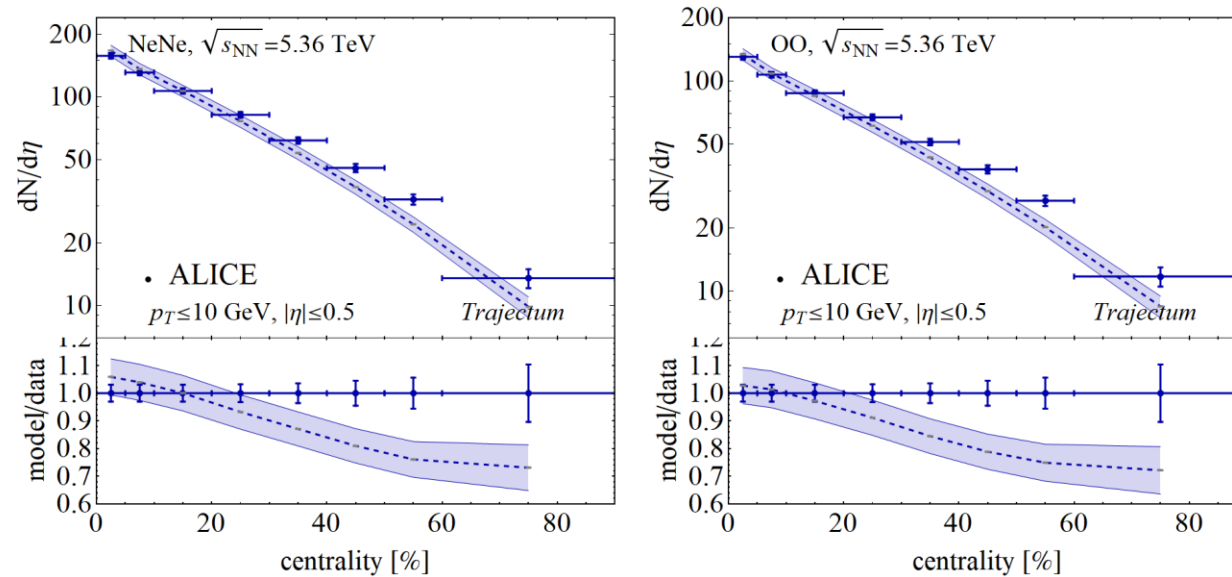 NeNe, √sNN=5.36 TeV
200
100
50
20
10
dN/dη
• ALICE
pT≤10 GeV, |η|≤0.5
Trajectum
1.2
1.1
1.0
0.9
0.8
0.7
0.6
model/data
0 20 40 60 80
centrality [%]
OO, √sNN=5.36 TeV
200
100
50
20
10
dN/dη
• ALICE
pT≤10 GeV, |η|≤0.5
Trajectum
1.2
1.1
1.0
0.9
0.8
0.7
0.6
model/data
0 20 40 60 80
centrality [%]